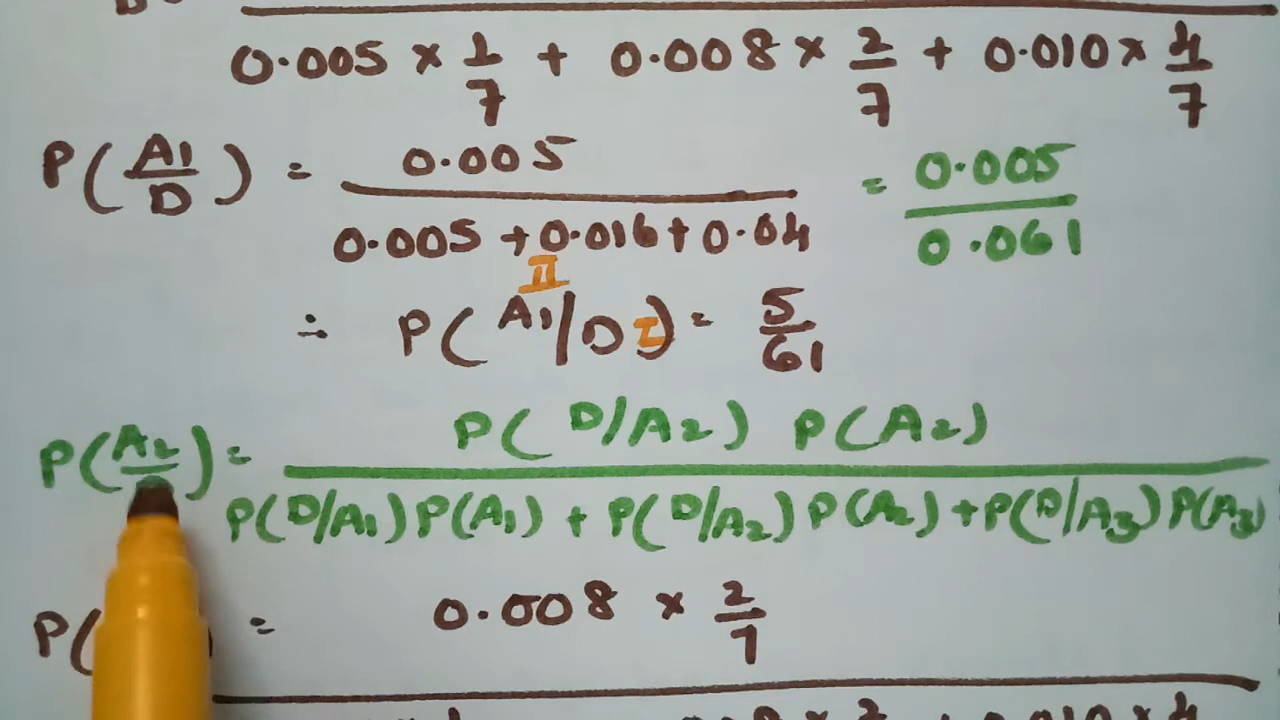 0.005 × 1/7 + 0.008 × 2/7 + 0.010 × 4/7
P(A1/D) = 0.005/(0.005 + 0.016 + 0.04) = 0.005/0.061
II
∴ P(A1/D I) = 5/61
P(A2/ ) = P(D/A2) P(A2)
P(D/A1) P(A1) + P(D/A2) P(A2) + P(D/A3) P(A3)
P( = 0.008 × 2/7